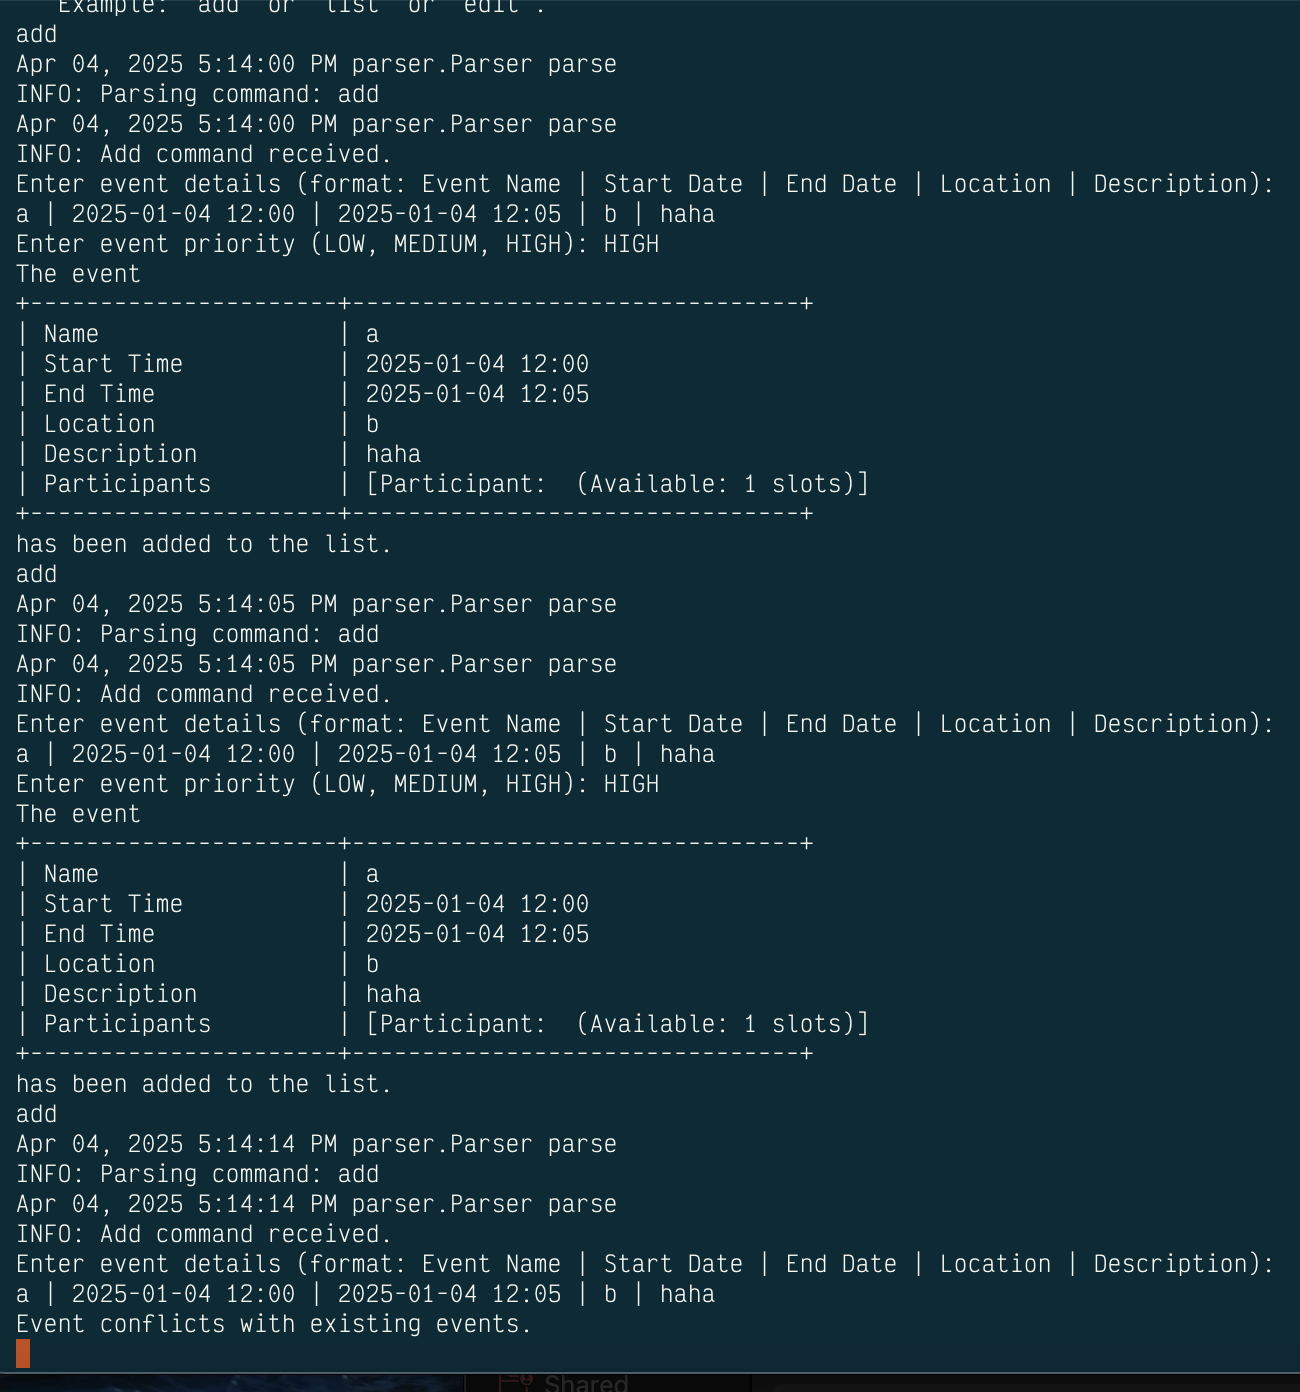 Example: `add` or `list` or `edit`.
add
Apr 04, 2025 5:14:00 PM parser.Parser parse
INFO: Parsing command: add
Apr 04, 2025 5:14:00 PM parser.Parser parse
INFO: Add command received.
Enter event details (format: Event Name | Start Date | End Date | Location | Description):
a | 2025-01-04 12:00 | 2025-01-04 12:05 | b | haha
Enter event priority (LOW, MEDIUM, HIGH): HIGH
The event
+----------------------+--------------------------------+
| Name | a
| Start Time | 2025-01-04 12:00
| End Time | 2025-01-04 12:05
| Location | b
| Description | haha
| Participants | [Participant:  (Available: 1 slots)]
+----------------------+--------------------------------+
has been added to the list.
add
Apr 04, 2025 5:14:05 PM parser.Parser parse
INFO: Parsing command: add
Apr 04, 2025 5:14:05 PM parser.Parser parse
INFO: Add command received.
Enter event details (format: Event Name | Start Date | End Date | Location | Description):
a | 2025-01-04 12:00 | 2025-01-04 12:05 | b | haha
Enter event priority (LOW, MEDIUM, HIGH): HIGH
The event
+----------------------+--------------------------------+
| Name | a
| Start Time | 2025-01-04 12:00
| End Time | 2025-01-04 12:05
| Location | b
| Description | haha
| Participants | [Participant:  (Available: 1 slots)]
+----------------------+--------------------------------+
has been added to the list.
add
Apr 04, 2025 5:14:14 PM parser.Parser parse
INFO: Parsing command: add
Apr 04, 2025 5:14:14 PM parser.Parser parse
INFO: Add command received.
Enter event details (format: Event Name | Start Date | End Date | Location | Description):
a | 2025-01-04 12:00 | 2025-01-04 12:05 | b | haha
Event conflicts with existing events.
Shared